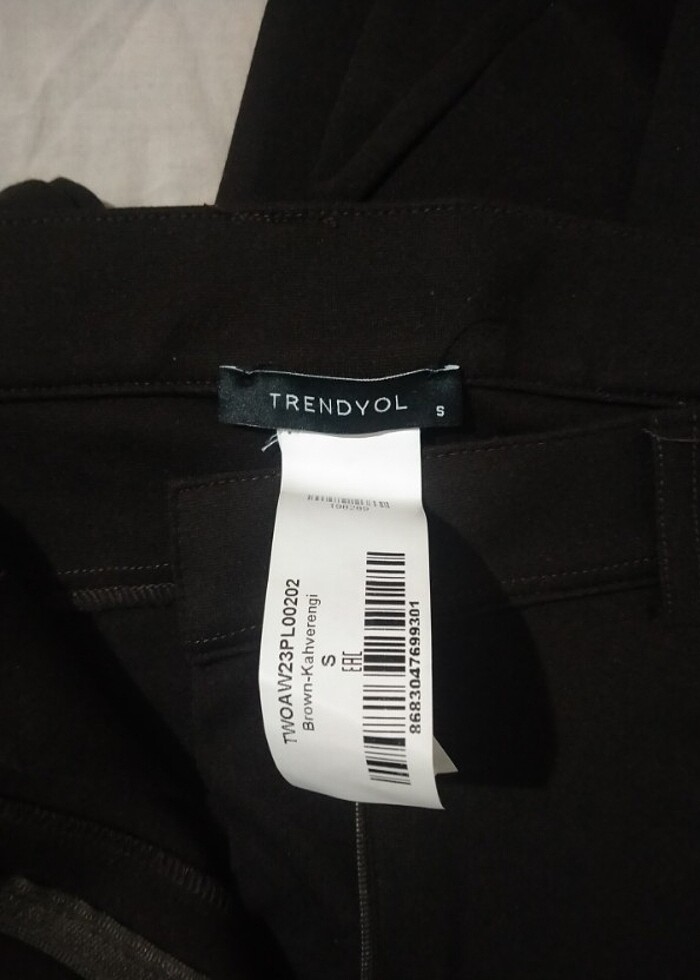 TRENDYOL S
TWOAW23PL00202
Brown-Kahverengi
S
EAC
8683047699301